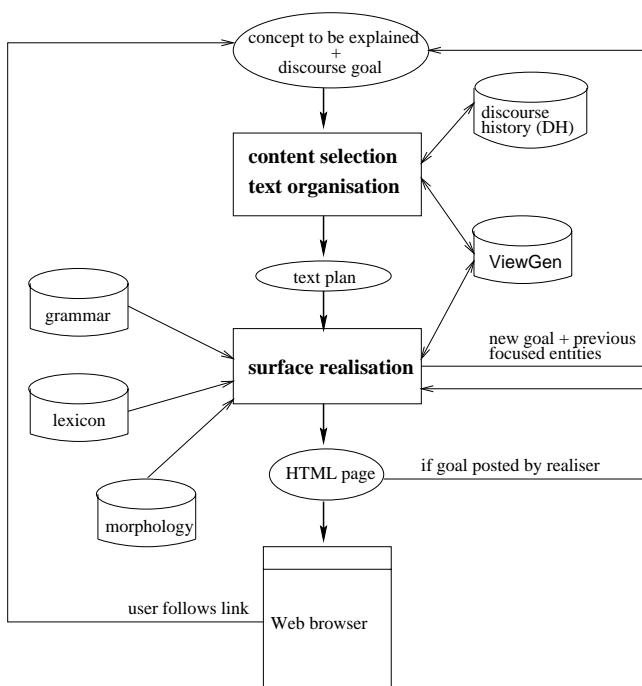 concept to be explained
+
discourse goal
discourse
history (DH)
content selection
text organisation
ViewGen
text plan
grammar
new goal + previous
focused entities
surface realisation
lexicon
HTML page
if goal posted by realiser
morphology
user follows link
Web browser